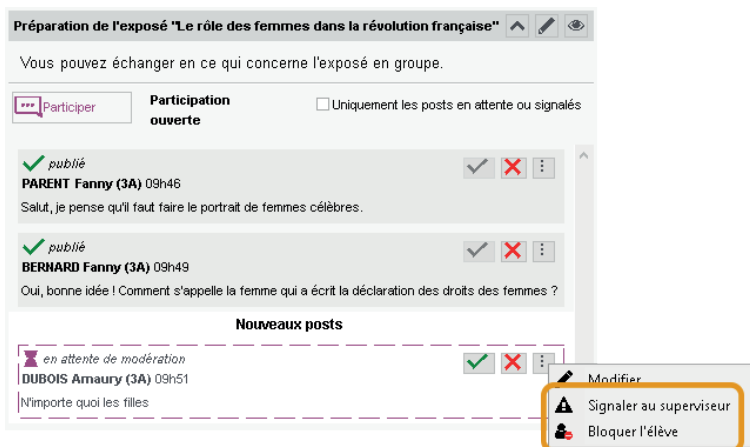 Préparation de l'exposé "Le rôle des femmes dans la révolution française"
Vous pouvez échanger en ce qui concerne l'exposé en groupe.
Participer
Participation
ouverte
Uniquement les posts en attente ou signalés
publié
PARENT Fanny (3A) 09h46
Salut, je pense qu'il faut faire le portrait de femmes célèbres.
publié
BERNARD Fanny (3A) 09h49
Oui, bonne idée ! Comment s'appelle la femme qui a écrit la déclaration des droits des femmes ?
Nouveaux posts
en attente de modération
DUBOIS Amaury (3A) 09h51
N'importe quoi les filles
Modifier
Signaler au superviseur
Bloquer l'élève